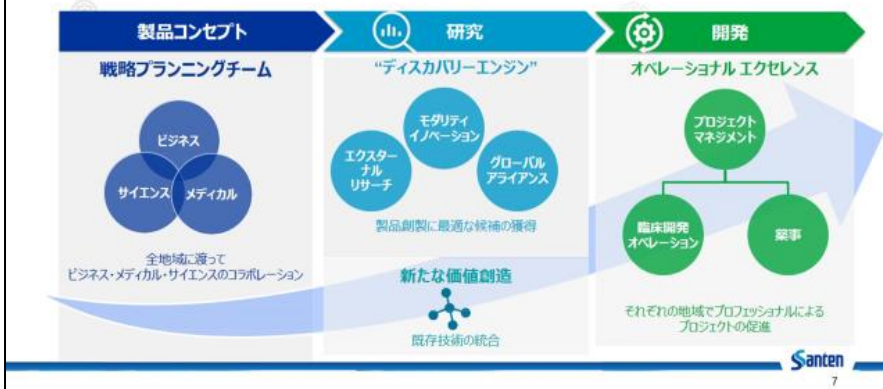 製品コンセプト
戦略プランニングチーム
ビジネス
サイエンス
メディカル
全地域に渡って
ビジネス・メディカル・サイエンスのコラボレーション
研究
“ディスカバリーエンジン”
モダリティ
イノベーション
エクスター
ナル
リサーチ
グローバル
アライアンス
製品創製に最適な候補の獲得
新たな価値創造
既存技術の統合
開発
オペレーショナル エクセレンス
プロジェクト
マネジメント
臨床開発
オペレーション
薬事
それぞれの地域でプロフェッショナルによる
プロジェクトの促進
Santen
7